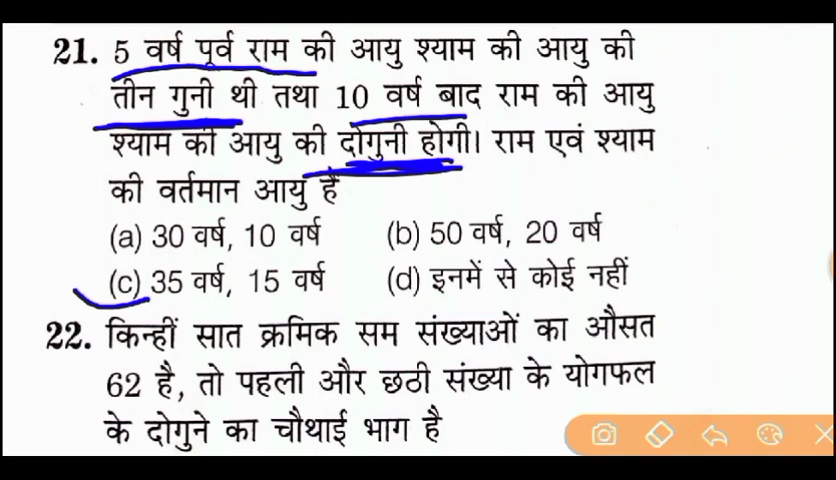 21. 5 वर्ष पूर्व राम की आयु श्याम की आयु की
तीन गुनी थी तथा 10 वर्ष बाद राम की आयु
श्याम की आयु की दोगुनी होगी। राम एवं श्याम
की वर्तमान आयु है
(a) 30 वर्ष, 10 वर्ष (b) 50 वर्ष, 20 वर्ष
(c) 35 वर्ष, 15 वर्ष (d) इनमें से कोई नहीं
22. किन्हीं सात क्रमिक सम संख्याओं का औसत
62 है, तो पहली और छठी संख्या के योगफल
के दोगुने का चौथाई भाग है